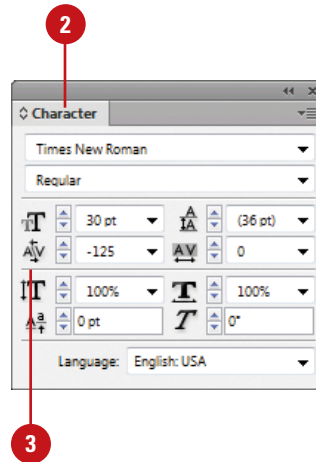 2
Character
Times New Roman
Regular
30 pt (36 pt)
-125 0
100% 100%
0 pt 0°
Language: English: USA
3